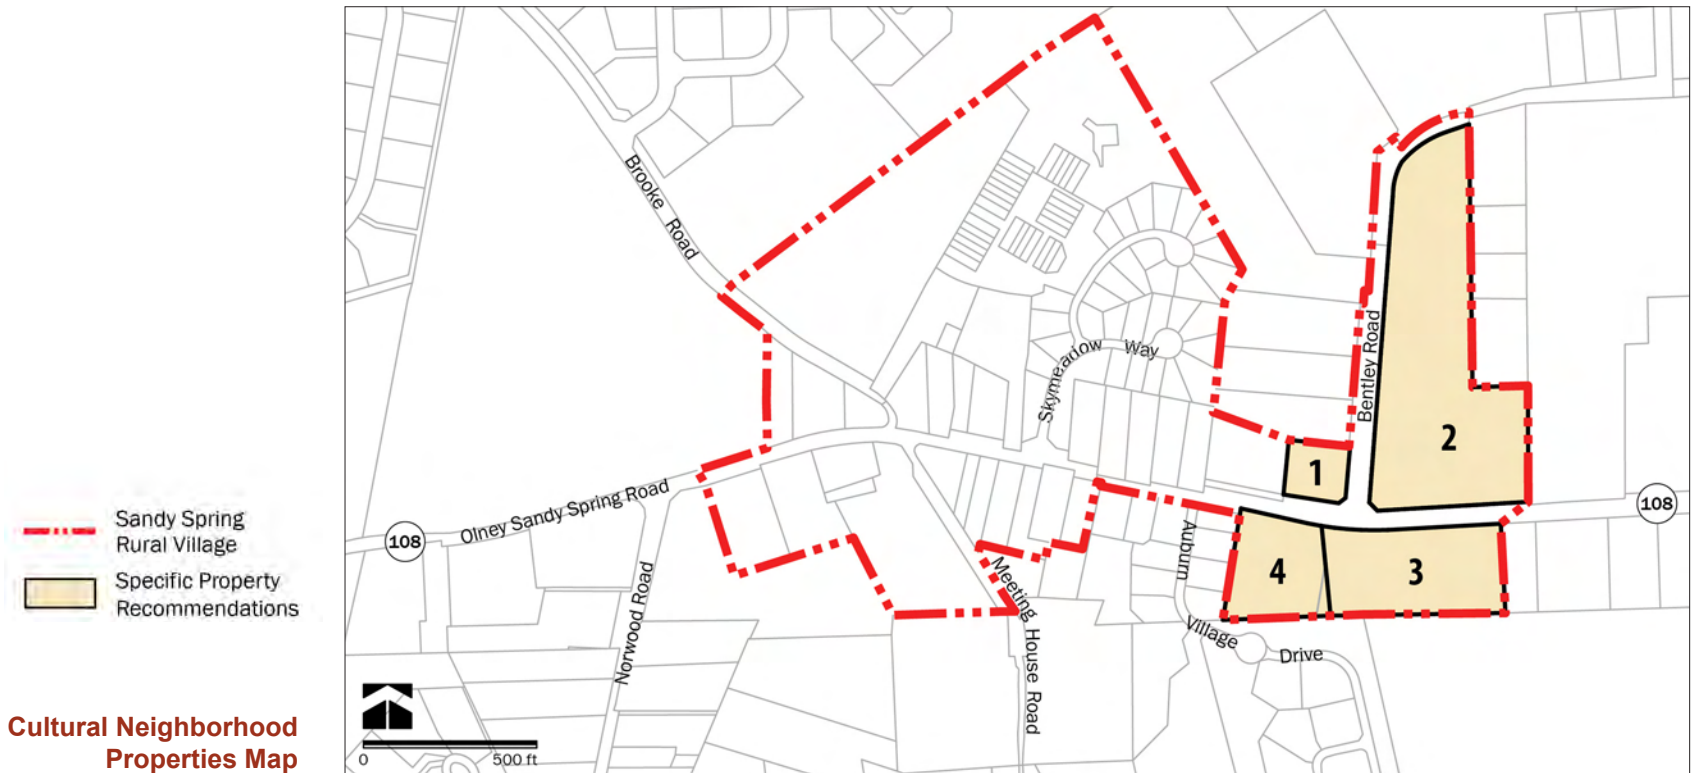 Brooke Road
Skymeadow Way
Bentley Road
1
2
108
Olney Sandy Spring Road
108
Sandy Spring
Rural Village
Specific Property
Recommendations
Auburn
Village
Drive
4
3
Meeting House Road
Norwood Road
Cultural Neighborhood
Properties Map
0
500 ft